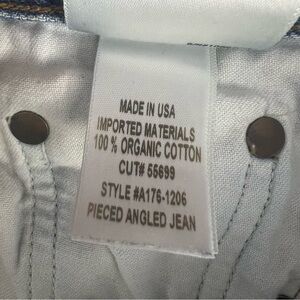 MADE IN USA
IMPORTED MATERIALS
100 % ORGANIC COTTON
CUT# 55699
STYLE #A176-1206
PIECED ANGLED JEAN